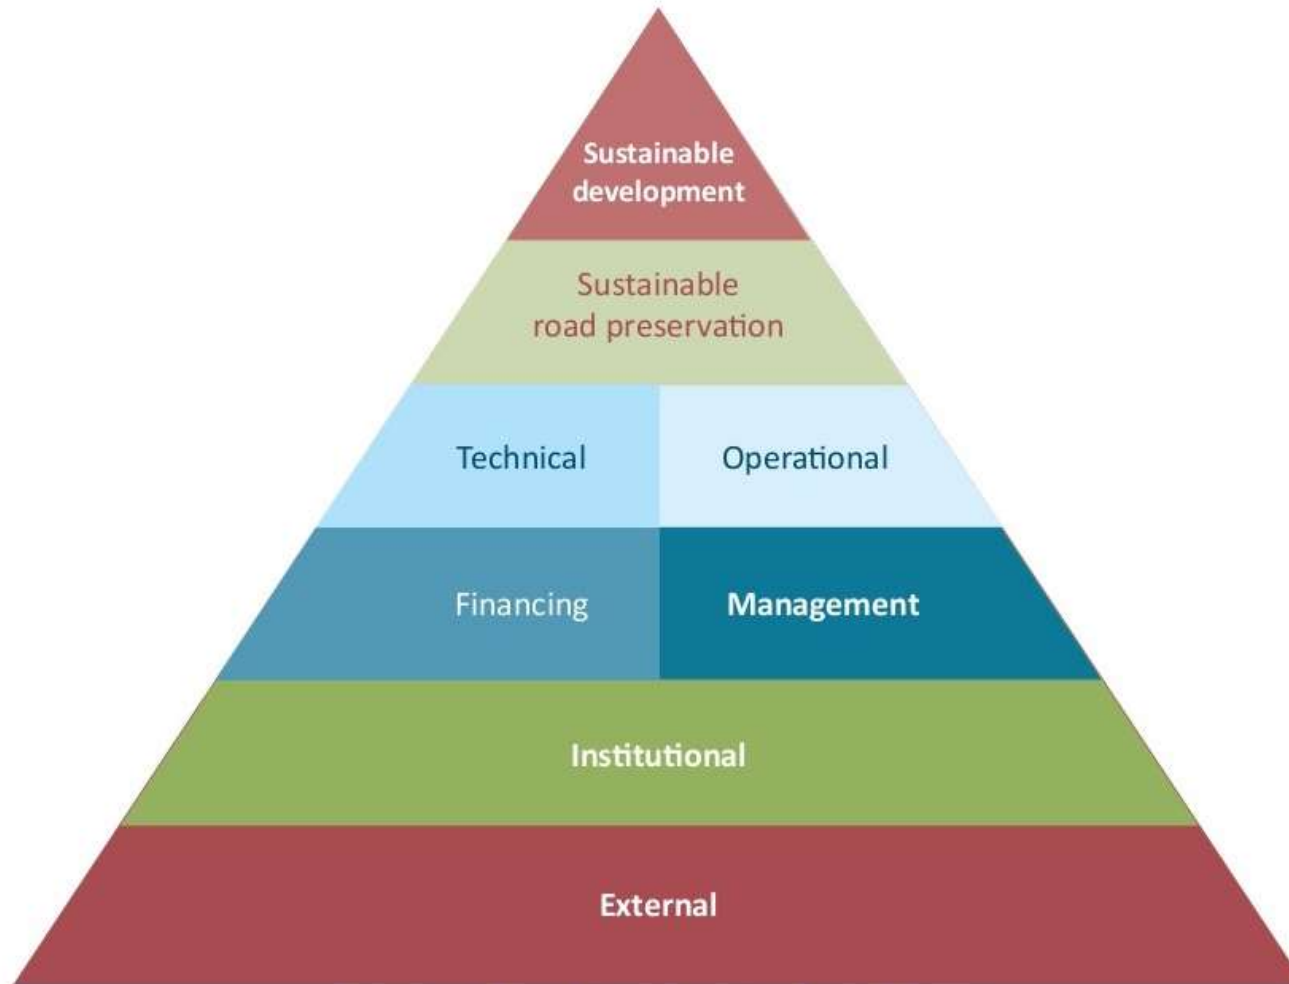 Sustainable
development
Sustainable
road preservation
Technical
Operational
Financing
Management
Institutional
External